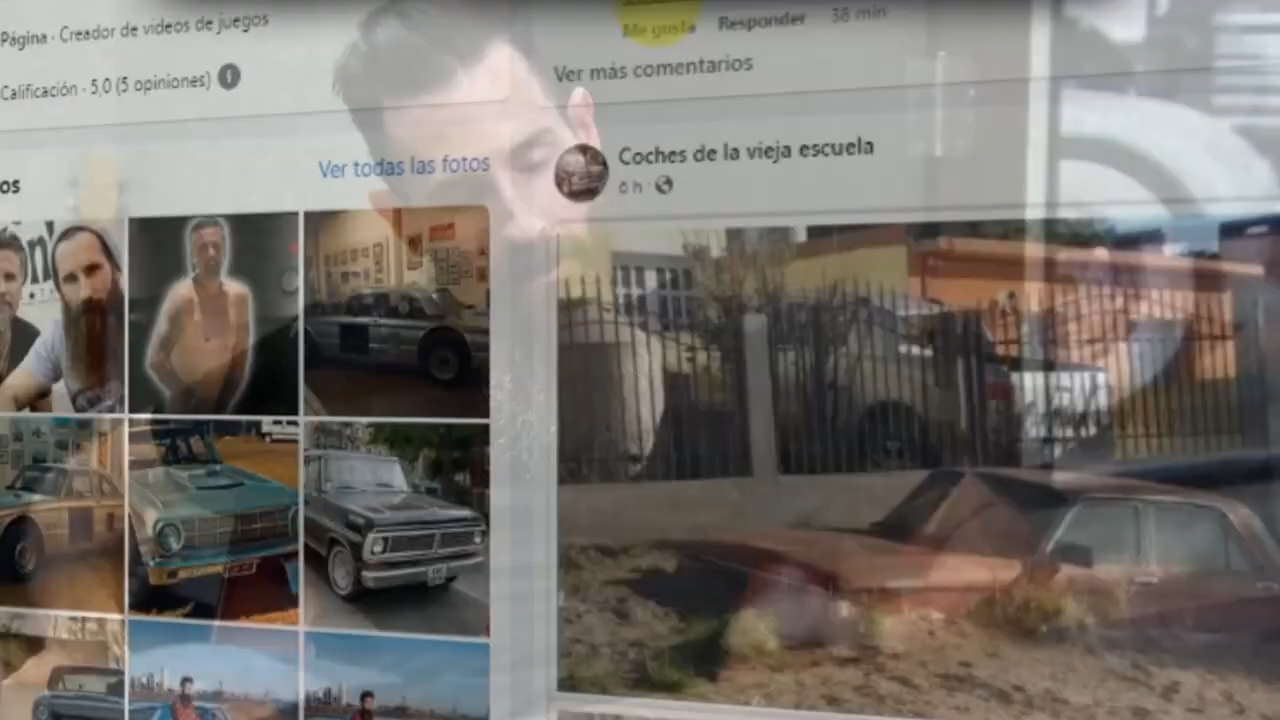 Página · Creador de videos de juegos
Calificación · 5,0 (5 opiniones)
Ver todas las fotos
os
Me gusta Responder 38 min
Ver más comentarios
Coches de la vieja escuela
6 h ·